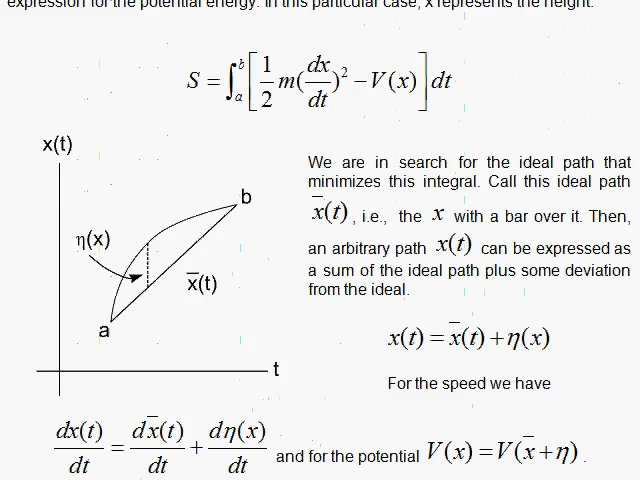 expression for the potential energy. In this particular case, x represents the height.
S = ∫_a^b [ 1/2 m(dx/dt)^2 − V(x) ] dt
x(t)
We are in search for the ideal path that
minimizes this integral. Call this ideal path
x̄(t) , i.e., the x with a bar over it. Then,
an arbitrary path x(t) can be expressed as
a sum of the ideal path plus some deviation
from the ideal.
b
η(x)
x̄(t)
a
t
x(t) = x̄(t) + η(x)
For the speed we have
dx(t)/dt = dx̄(t)/dt + dη(x)/dt and for the potential V(x) = V(x̄ + η) .